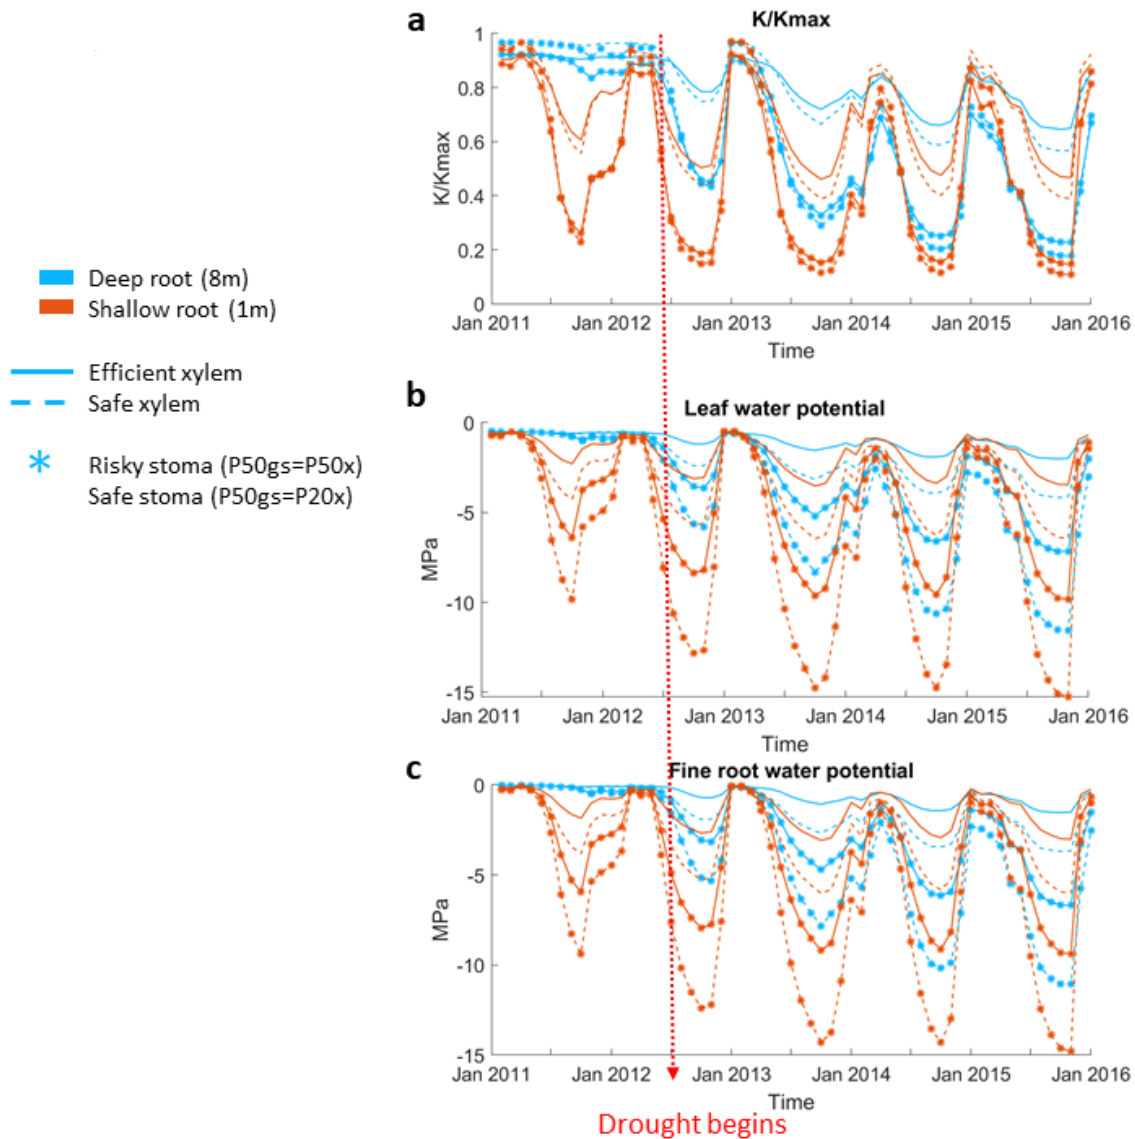 a
K/Kmax
1
0.8
0.6
0.4
0.2
0
K/Kmax
Jan 2011 Jan 2012 Jan 2013 Jan 2014 Jan 2015 Jan 2016
Time
Deep root (8m)
Shallow root (1m)
Efficient xylem
Safe xylem
Risky stoma (P50gs=P50x)
Safe stoma (P50gs=P20x)
b
Leaf water potential
0
-5
-10
-15
MPa
Jan 2011 Jan 2012 Jan 2013 Jan 2014 Jan 2015 Jan 2016
Time
c
Fine root water potential
0
-5
-10
-15
MPa
Jan 2011 Jan 2012 Jan 2013 Jan 2014 Jan 2015 Jan 2016
Time
Drought begins